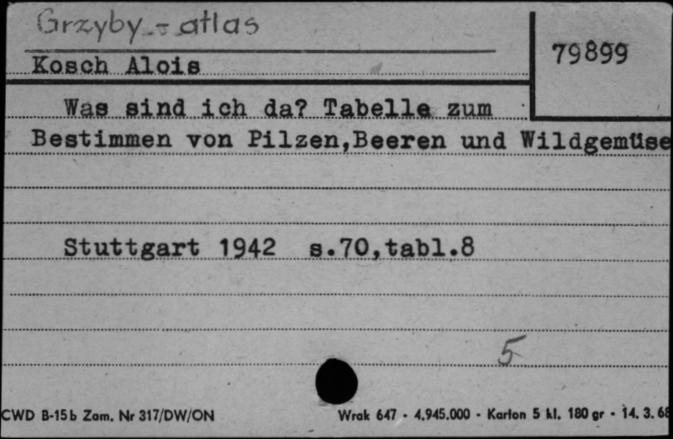 Grzyby - atlas
79899
Kosch Alois
Was sind ich da? Tabelle zum
Bestimmen von Pilzen,Beeren und Wildgemüse
Stuttgart 1942 s.70,tabl.8
5
CWD B-15b Zam. Nr 317/DW/ON
Wrak 647 - 4.945.000 - Karton 5 kl. 180 gr - 14. 3. 68